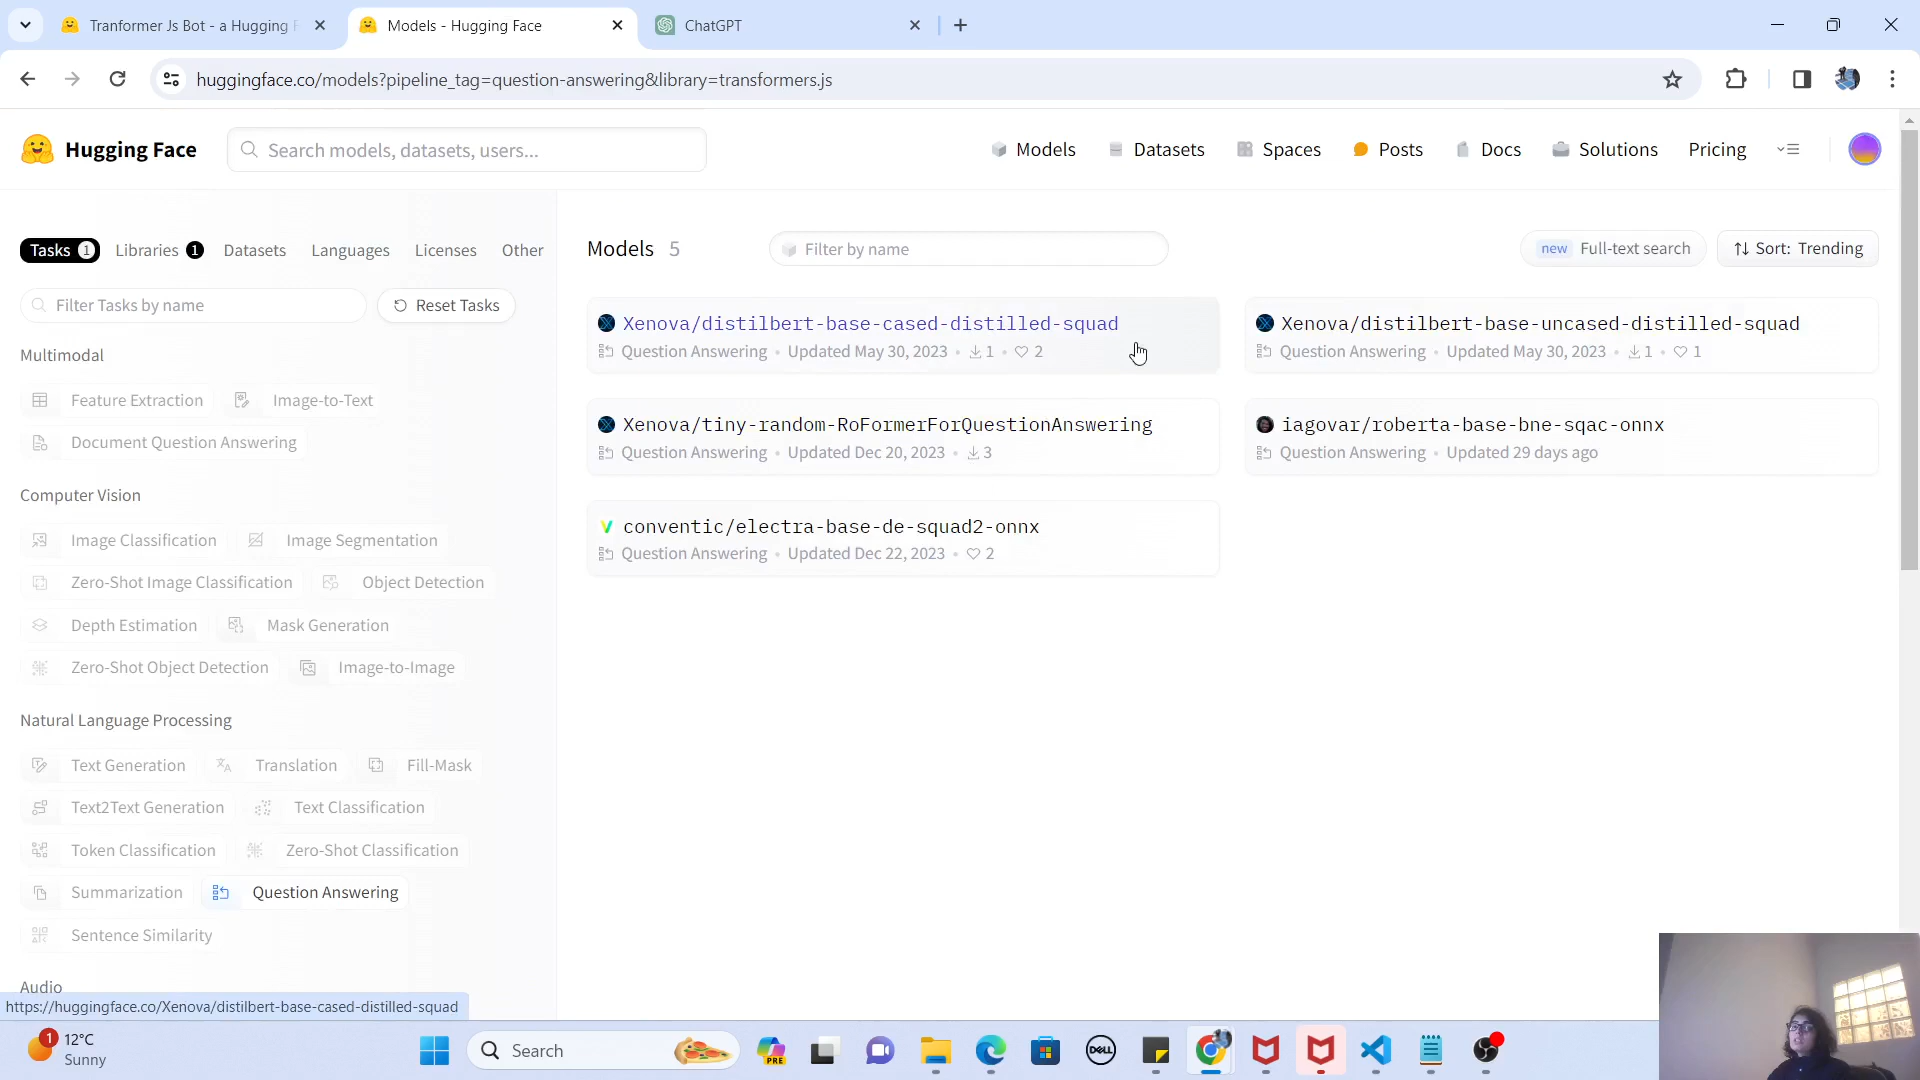 Tranformer Js Bot - a Hugging F
Models - Hugging Face
ChatGPT
huggingface.co/models?pipeline_tag=question-answering&library=transformers.js
Hugging Face
Search models, datasets, users...
Models
Datasets
Spaces
Posts
Docs
Solutions
Pricing
Tasks 1
Libraries 1
Datasets
Languages
Licenses
Other
Filter Tasks by name
Reset Tasks
Multimodal
Feature Extraction
Image-to-Text
Document Question Answering
Computer Vision
Image Classification
Image Segmentation
Zero-Shot Image Classification
Object Detection
Depth Estimation
Mask Generation
Zero-Shot Object Detection
Image-to-Image
Natural Language Processing
Text Generation
Translation
Fill-Mask
Text2Text Generation
Text Classification
Token Classification
Zero-Shot Classification
Summarization
Question Answering
Sentence Similarity
Audio
Models 5
Filter by name
new Full-text search
Sort: Trending
Xenova/distilbert-base-cased-distilled-squad
Question Answering • Updated May 30, 2023 • 1 • 2
Xenova/distilbert-base-uncased-distilled-squad
Question Answering • Updated May 30, 2023 • 1 • 1
Xenova/tiny-random-RoFormerForQuestionAnswering
Question Answering • Updated Dec 20, 2023 • 3
iagovar/roberta-base-bne-sqac-onnx
Question Answering • Updated 29 days ago
conventic/electra-base-de-squad2-onnx
Question Answering • Updated Dec 22, 2023 • 2
https://huggingface.co/Xenova/distilbert-base-cased-distilled-squad
1
12°C
Sunny
Search
PRE
DELL